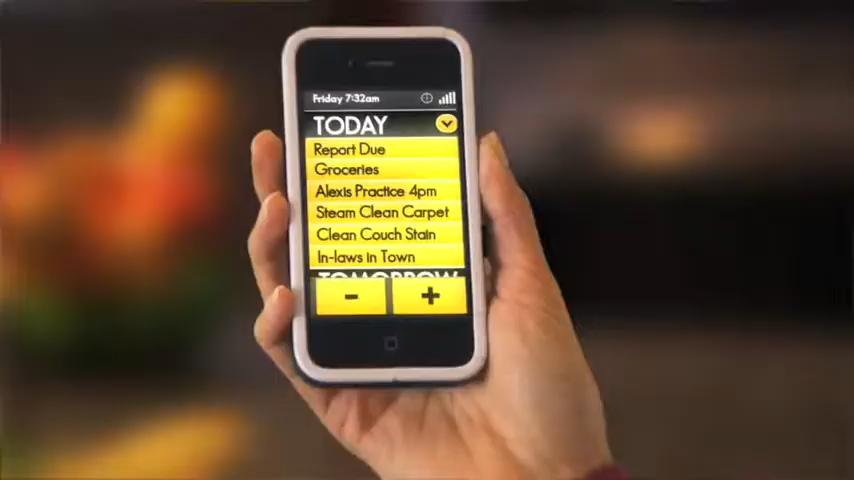 Friday 7:32am
TODAY
Report Due
Groceries
Alexis Practice 4pm
Steam Clean Carpet
Clean Couch Stain
In-laws in Town
TOMORROW
- +